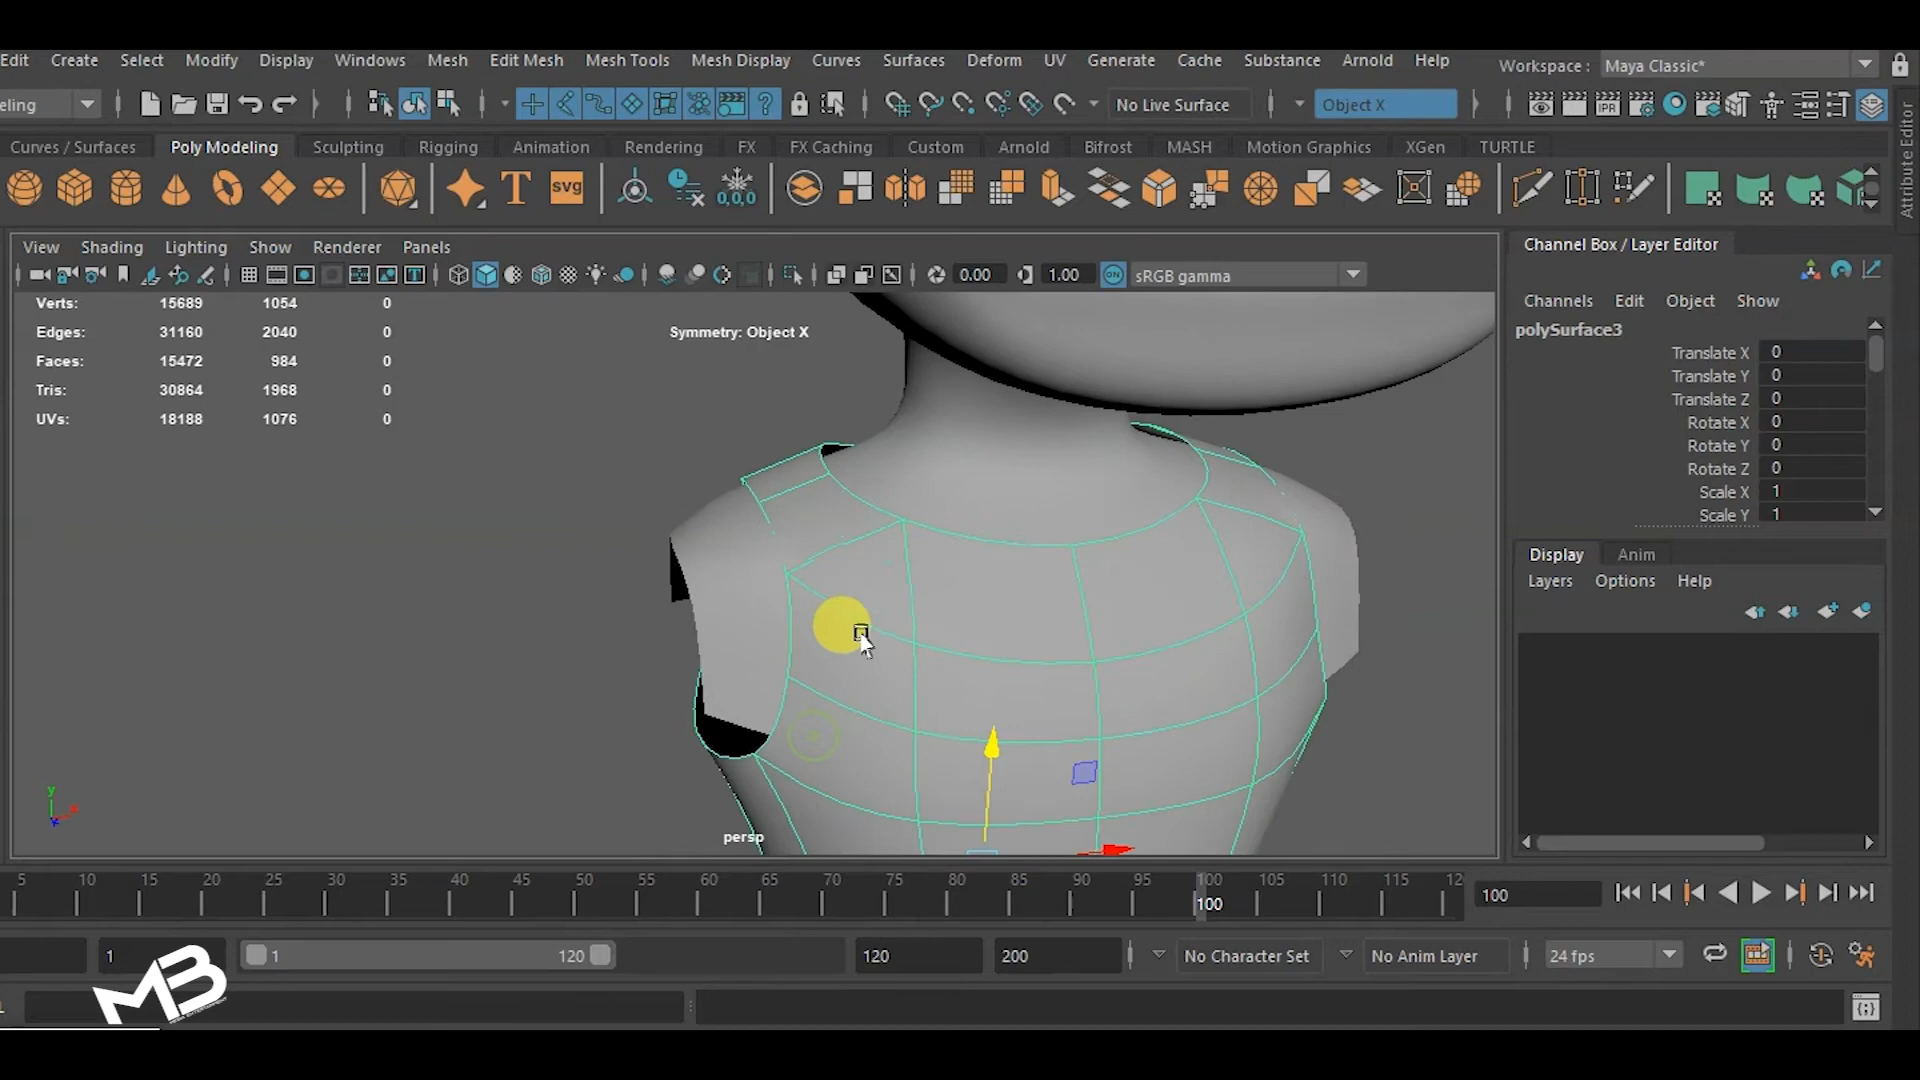 Edit Create Select Modify Display Windows Mesh Edit Mesh Mesh Tools Mesh Display Curves Surfaces Deform UV Generate Cache Substance Arnold Help Workspace : Maya Classic*
eling No Live Surface Object X
Curves / Surfaces Poly Modeling Sculpting Rigging Animation Rendering FX FX Caching Custom Arnold Bifrost MASH Motion Graphics XGen TURTLE
T svg 0,0,0
Attribute Editor
View Shading Lighting Show Renderer Panels
0.00 1.00 ON sRGB gamma
Verts: 15689 1054 0
Edges: 31160 2040 0
Faces: 15472 984 0
Tris: 30864 1968 0
UVs: 18188 1076 0
Symmetry: Object X
persp
y
Channel Box / Layer Editor
Channels Edit Object Show
polySurface3
Translate X 0
Translate Y 0
Translate Z 0
Rotate X 0
Rotate Y 0
Rotate Z 0
Scale X 1
Scale Y 1
Display Anim
Layers Options Help
5 10 15 20 25 30 35 40 45 50 55 60 65 70 75 80 85 90 95 100 105 110 115 12
100
100
1 1 120 120 200 No Character Set No Anim Layer 24 fps
MB